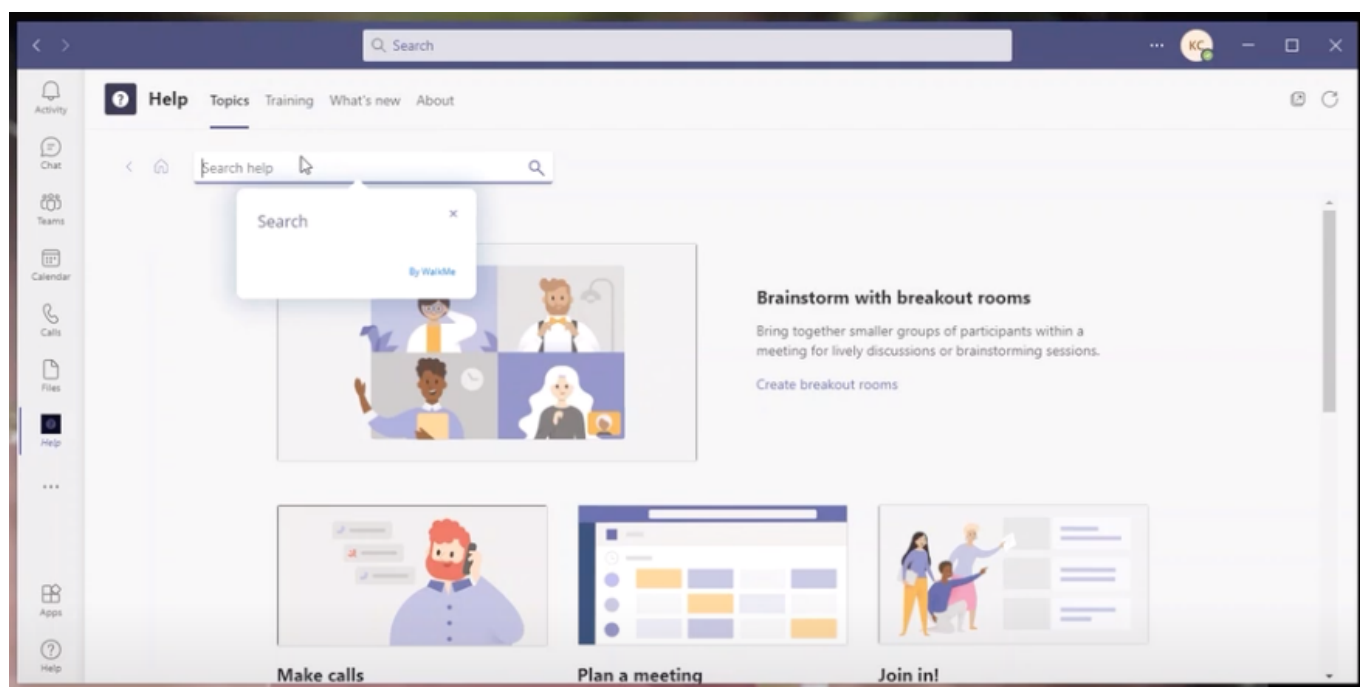 Search
KC
Activity
Chat
Teams
Calendar
Calls
Files
Help
Apps
Help
Help Topics Training What's new About
Search help
Search
By WalkMe
Brainstorm with breakout rooms
Bring together smaller groups of participants within a
meeting for lively discussions or brainstorming sessions.
Create breakout rooms
Make calls
Plan a meeting
Join in!